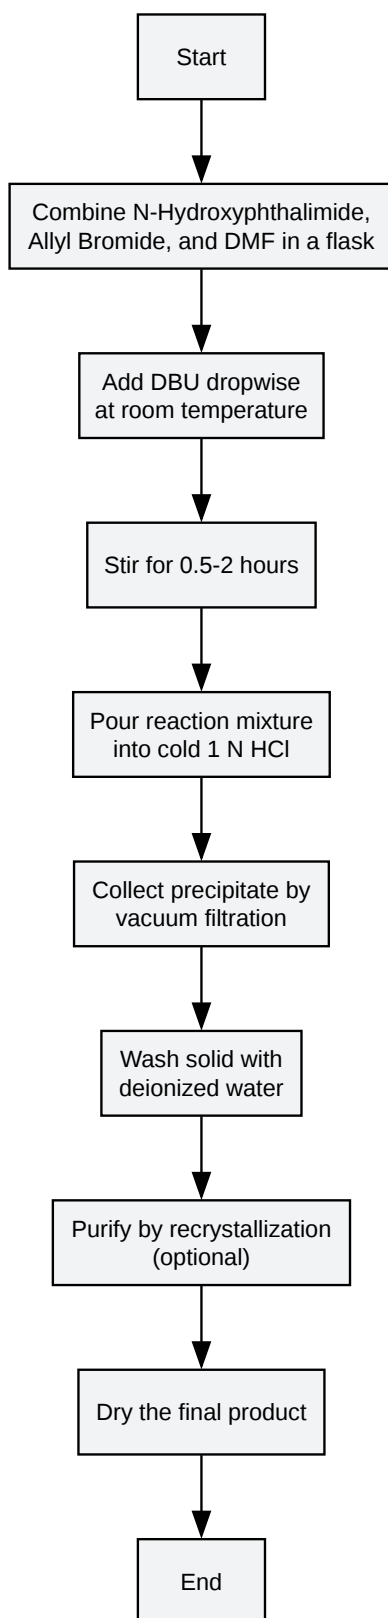 Start
Combine N-Hydroxyphthalimide,
Allyl Bromide, and DMF in a flask
Add DBU dropwise
at room temperature
Stir for 0.5-2 hours
Pour reaction mixture
into cold 1 N HCl
Collect precipitate by
vacuum filtration
Wash solid with
deionized water
Purify by recrystallization
(optional)
Dry the final product
End